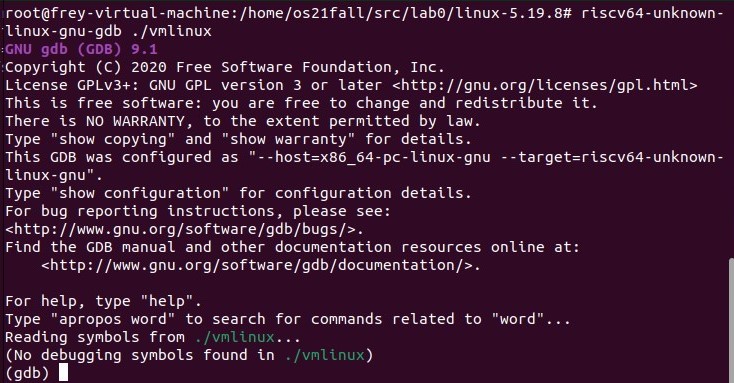 root@frey-virtual-machine:/home/os21fall/src/lab0/linux-5.19.8# riscv64-unknown-
linux-gnu-gdb ./vmlinux
GNU gdb (GDB) 9.1
Copyright (C) 2020 Free Software Foundation, Inc.
License GPLv3+: GNU GPL version 3 or later <http://gnu.org/licenses/gpl.html>
This is free software: you are free to change and redistribute it.
There is NO WARRANTY, to the extent permitted by law.
Type "show copying" and "show warranty" for details.
This GDB was configured as "--host=x86_64-pc-linux-gnu --target=riscv64-unknown-
linux-gnu".
Type "show configuration" for configuration details.
For bug reporting instructions, please see:
<http://www.gnu.org/software/gdb/bugs/>.
Find the GDB manual and other documentation resources online at:
    <http://www.gnu.org/software/gdb/documentation/>.

For help, type "help".
Type "apropos word" to search for commands related to "word"...
Reading symbols from ./vmlinux...
(No debugging symbols found in ./vmlinux)
(gdb)